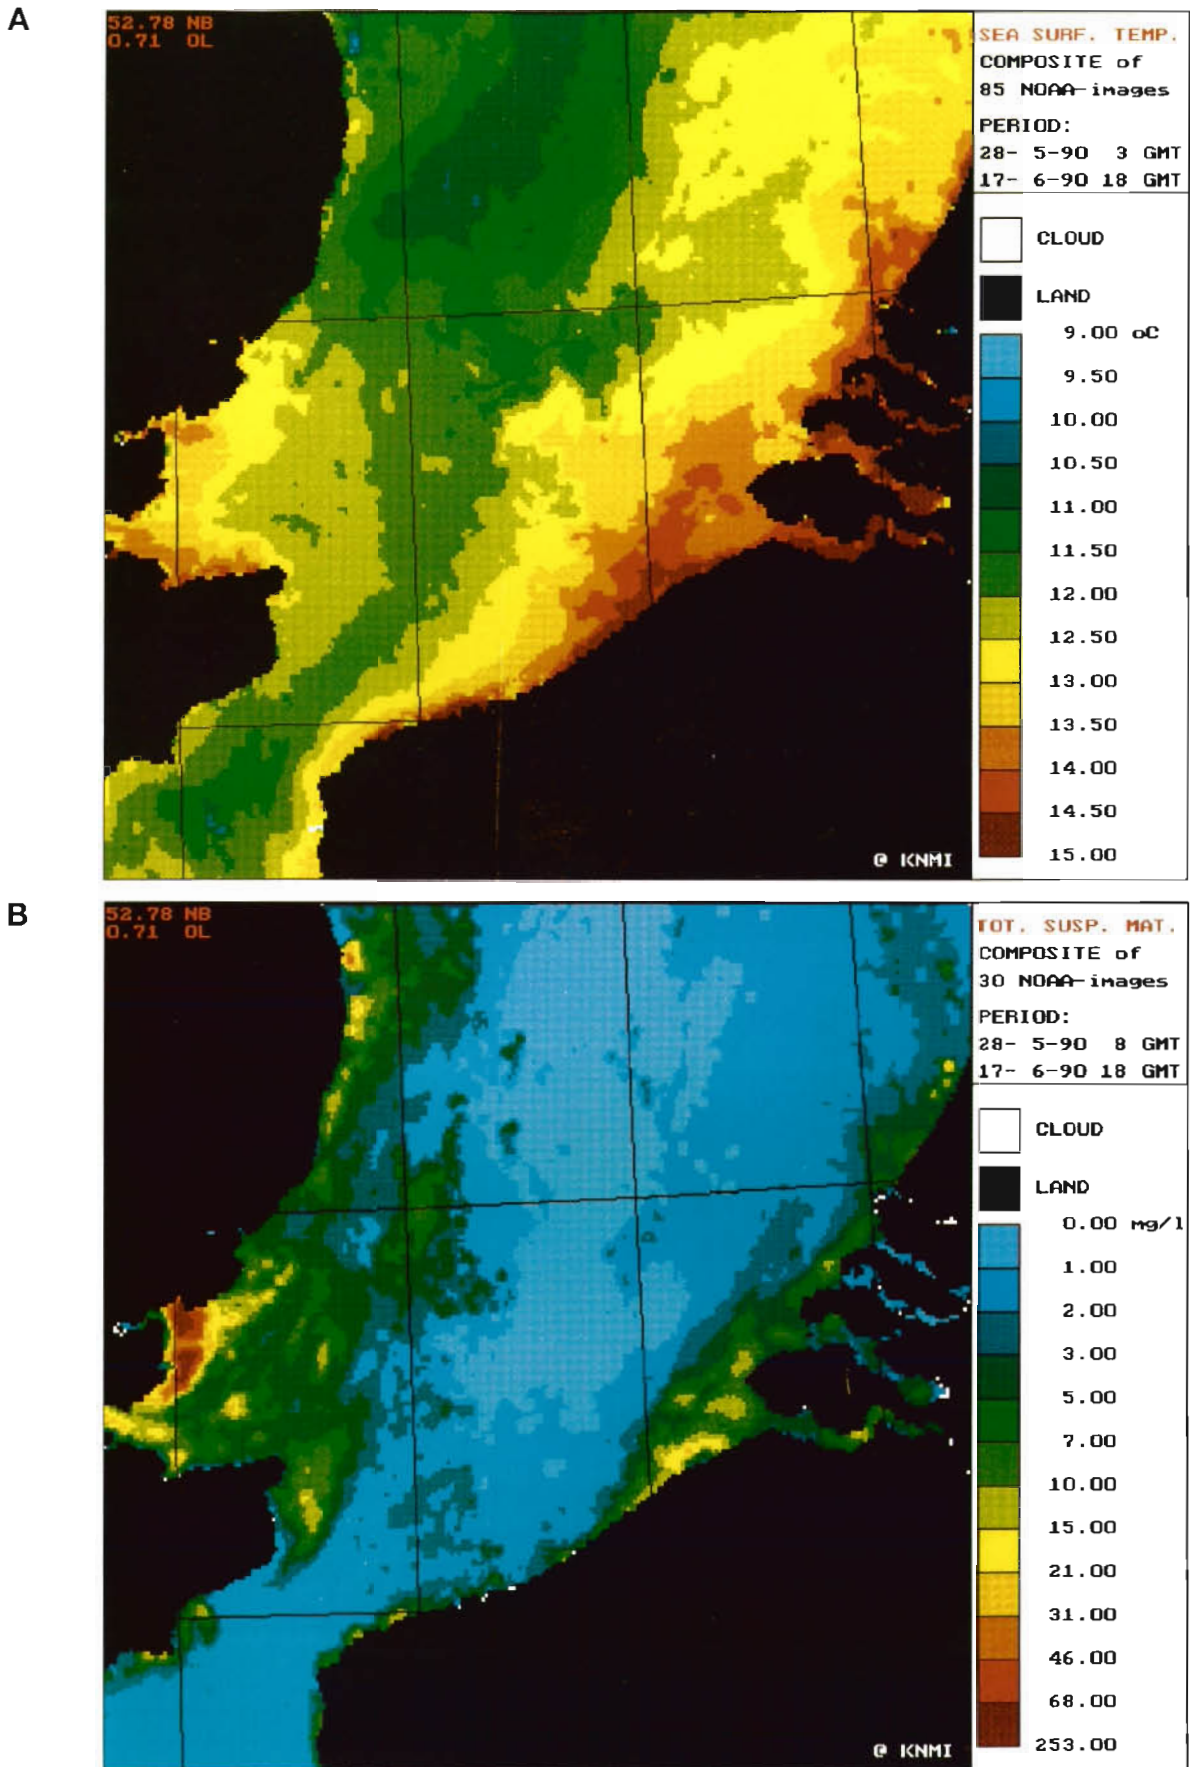 A
52.78 NB
0.71 OL
SEA SURF. TEMP.
COMPOSITE of
85 NOAA-images
PERIOD:
28- 5-90 3 GMT
17- 6-90 18 GMT
CLOUD
LAND
9.00 oC
9.50
10.00
10.50
11.00
11.50
12.00
12.50
13.00
13.50
14.00
14.50
15.00
@ KNMI
B
52.78 NB
0.71 OL
TOT. SUSP. MAT.
COMPOSITE of
30 NOAA-images
PERIOD:
28- 5-90 8 GMT
17- 6-90 18 GMT
CLOUD
LAND
0.00 mg/l
1.00
2.00
3.00
5.00
7.00
10.00
15.00
21.00
31.00
46.00
68.00
253.00
@ KNMI